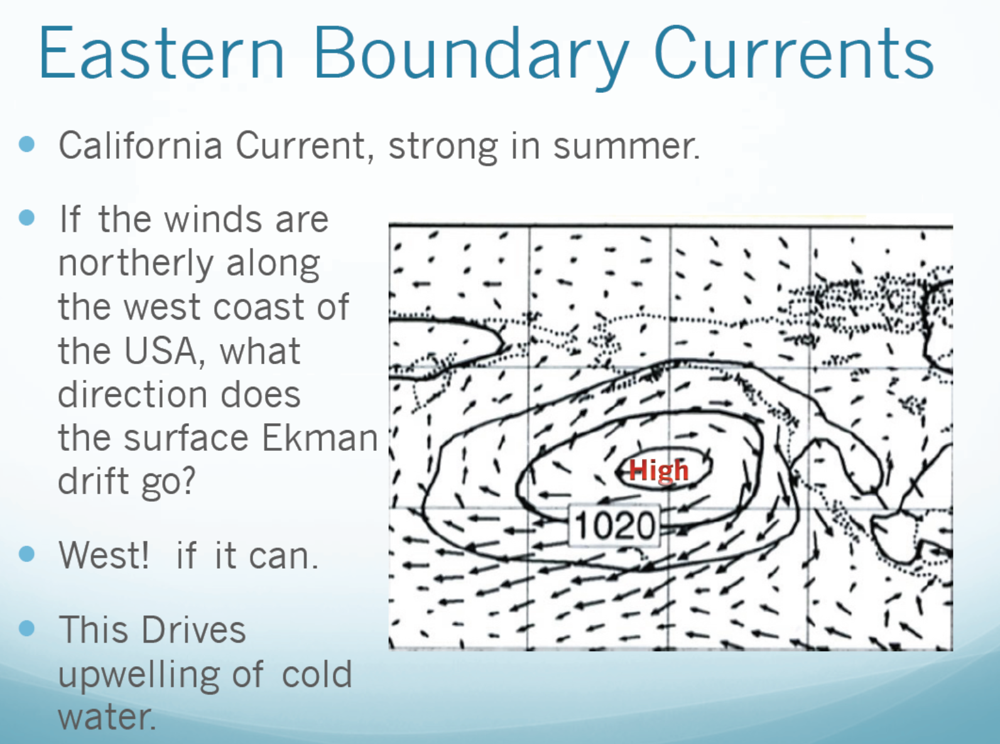 Eastern Boundary Currents
California Current, strong in summer.
If the winds are
northerly along
the west coast of
the USA, what
direction does
the surface Ekman
drift go?
High
1020
West! if it can.
This Drives
upwelling of cold
water.